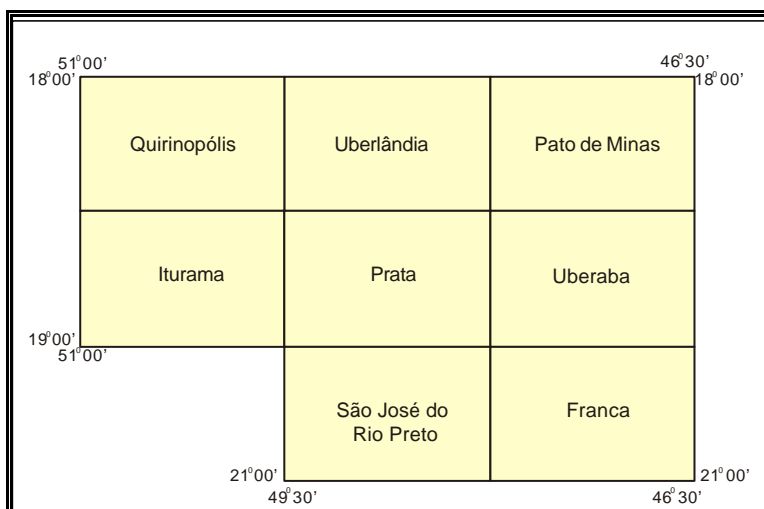 51°00' 46°30'
18°00' 18°00'
Quirinopólis Uberlândia Pato de Minas
Iturama Prata Uberaba
19°00'
51°00'
São José do Franca
Rio Preto
21°00' 21°00'
49°30' 46°30'